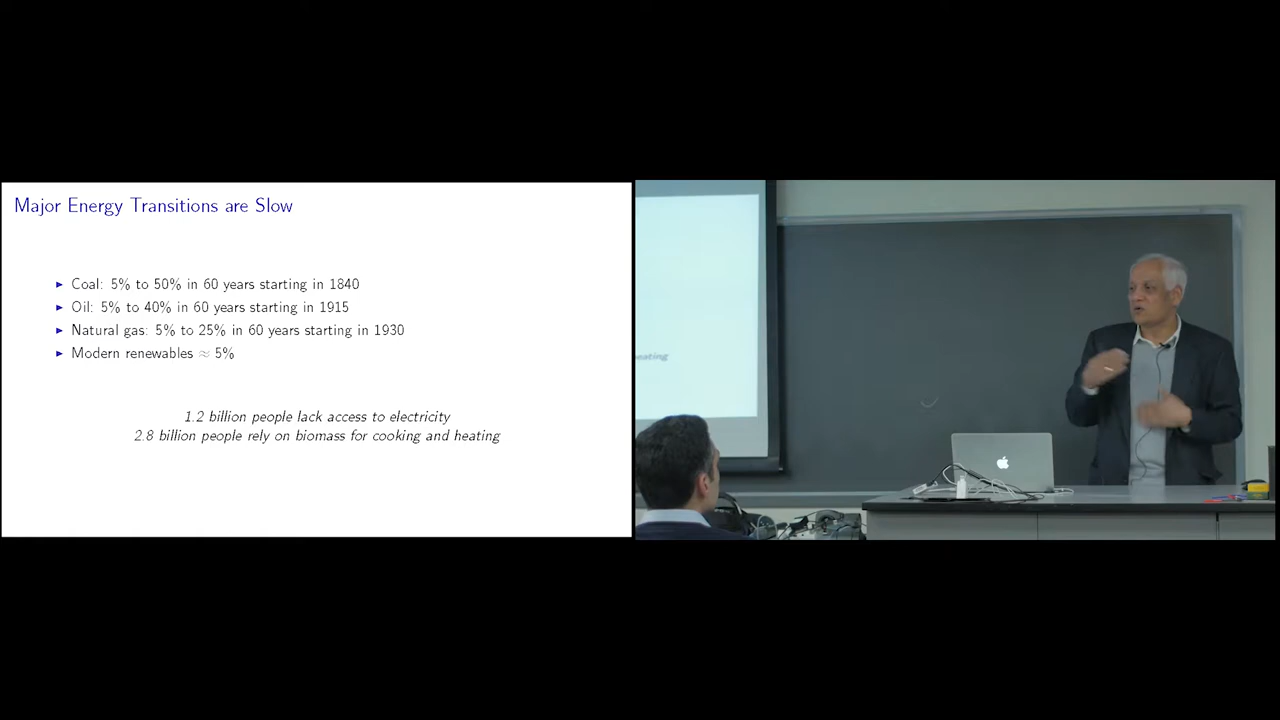 Major Energy Transitions are Slow
▶ Coal: 5% to 50% in 60 years starting in 1840
▶ Oil: 5% to 40% in 60 years starting in 1915
▶ Natural gas: 5% to 25% in 60 years starting in 1930
▶ Modern renewables ≈ 5%
1.2 billion people lack access to electricity
2.8 billion people rely on biomass for cooking and heating
eating